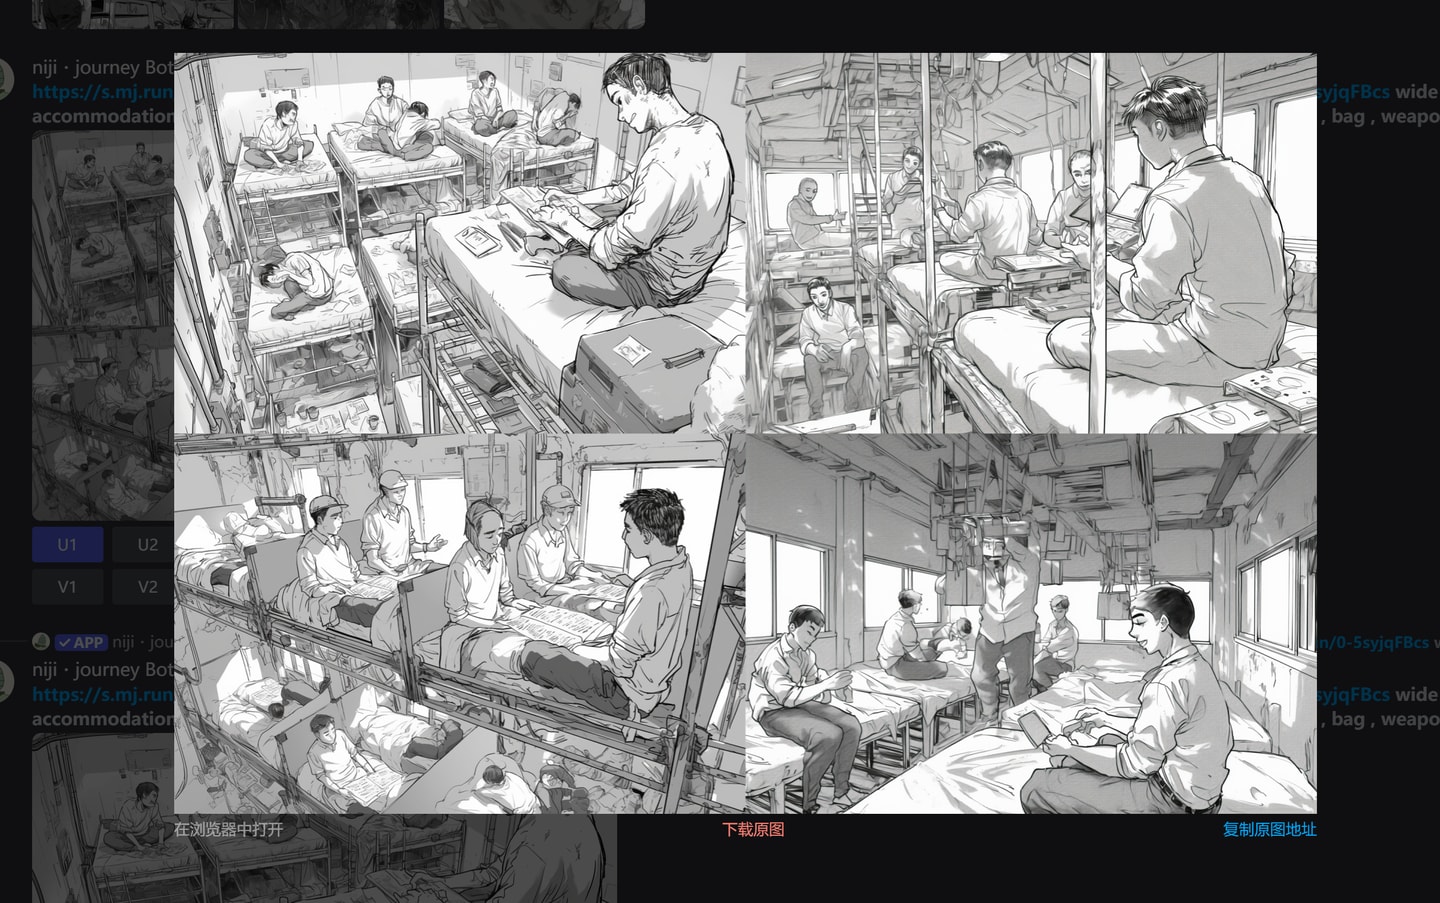 niji · journey Bot
https://s.mj.run
syjqFBcs wide
accommodation
, bag , weapo
U1
U2
V1
V2
APP niji · jou
n/0-5syjqFBcs w
niji · journey Bot
https://s.mj.run
syjqFBcs wide
accommodation
, bag , weapo
在浏览器中打开
下载原图
复制原图地址